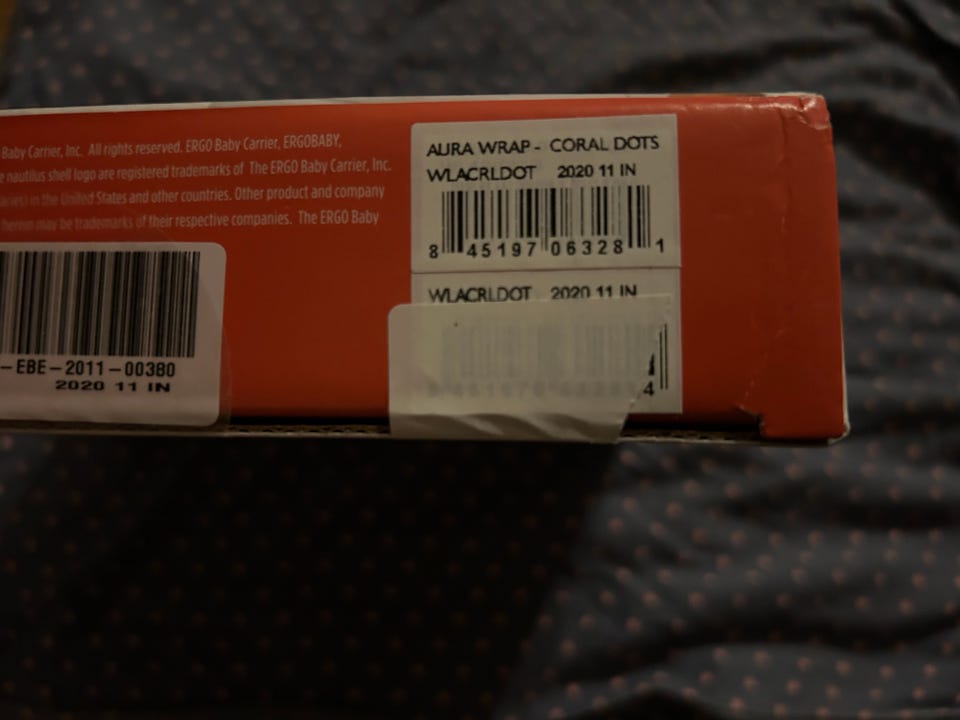 Baby Carrier, Inc. All rights reserved. ERGO Baby Carrier, ERGOBABY,
nautilus shell logo are registered trademarks of The ERGO Baby Carrier, Inc.
in the United States and other countries. Other product and company
herein may be trademarks of their respective companies. The ERGO Baby
AURA WRAP - CORAL DOTS
WLACRLDOT 2020 11 IN
8 45197 06328 1
WLACRLDOT 2020 11 IN
4
-EBE-2011-00380
2020 11 IN